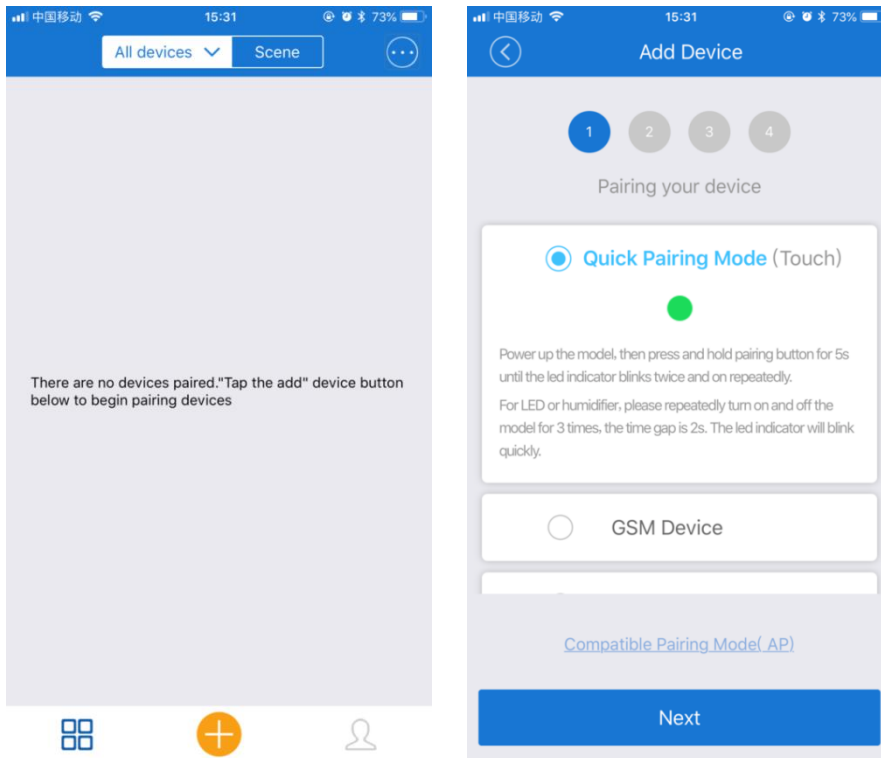 中国移动 15:31 73%
All devices Scene
There are no devices paired."Tap the add" device button
below to begin pairing devices
中国移动 15:31 73%
Add Device
1 2 3 4
Pairing your device
Quick Pairing Mode (Touch)
Power up the model, then press and hold pairing button for 5s
until the led indicator blinks twice and on repeatedly.
For LED or humidifier, please repeatedly turn on and off the
model for 3 times, the time gap is 2s. The led indicator will blink
quickly.
GSM Device
Compatible Pairing Mode( AP)
Next